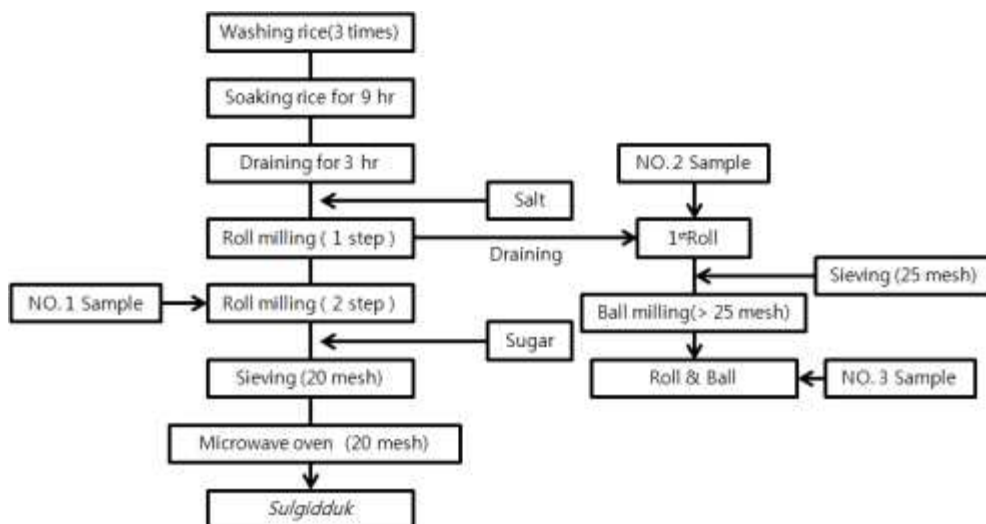 Washing rice(3 times)
Soaking rice for 9 hr
Draining for 3 hr
Salt
Roll milling ( 1 step )
Draining
NO. 2 Sample
1stRoll
Sieving (25 mesh)
Ball milling(> 25 mesh)
Roll & Ball
NO. 3 Sample
NO. 1 Sample
Roll milling ( 2 step )
Sugar
Sieving (20 mesh)
Microwave oven (20 mesh)
Sulgidduk